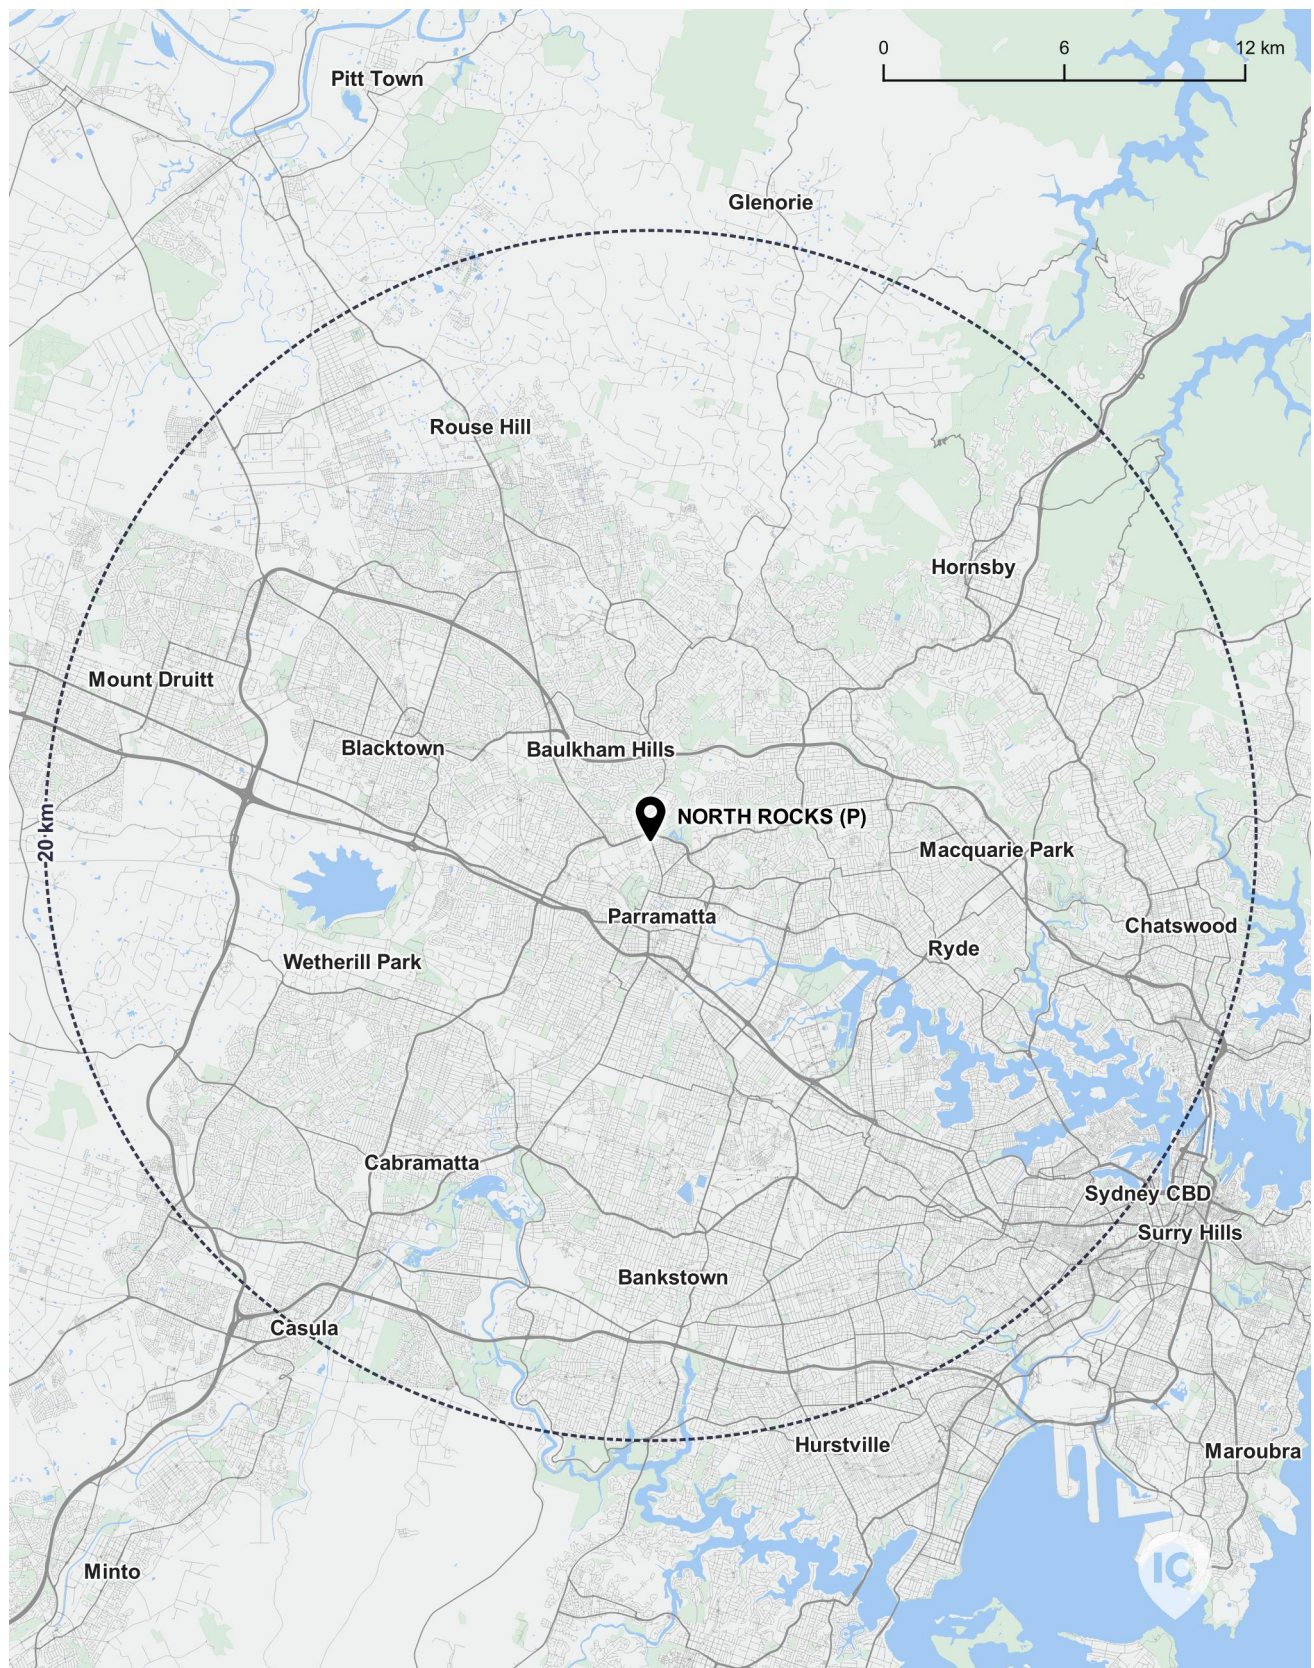 0 6 12 km
Pitt Town
Glenorie
Rouse Hill
Hornsby
Mount Druitt
Blacktown
Baulkham Hills
NORTH ROCKS (P)
20 km
Macquarie Park
Parramatta
Chatswood
Ryde
Wetherill Park
Cabramatta
Sydney CBD
Surry Hills
Bankstown
Casula
Hurstville
Maroubra
IQ
Minto